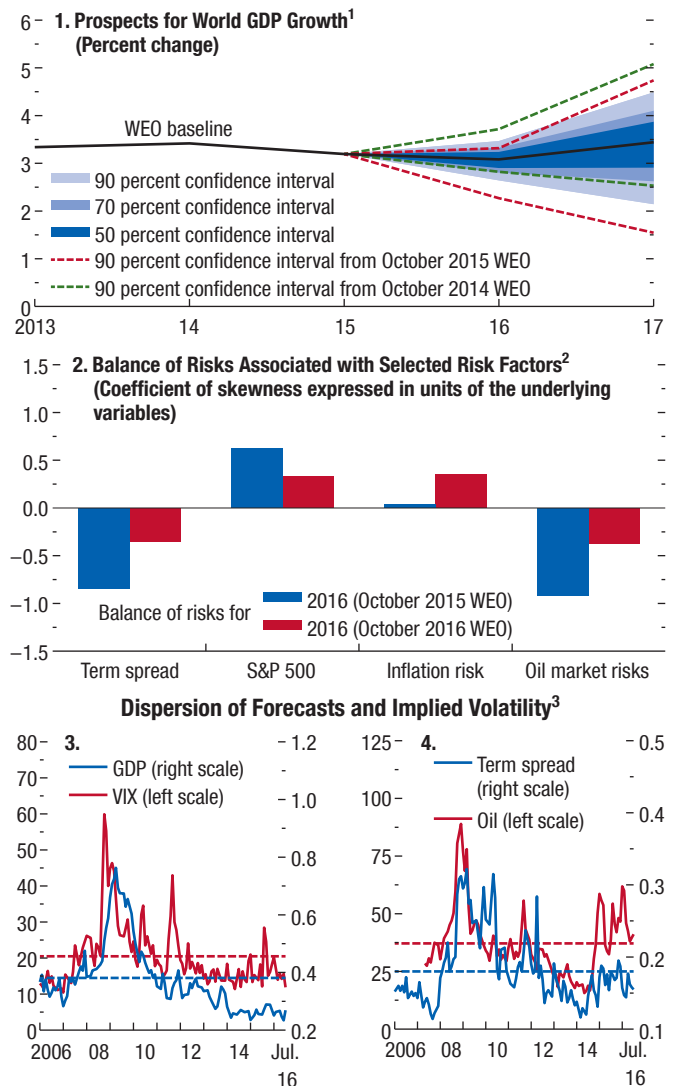 1. Prospects for World GDP Growth1
(Percent change)
6
5
4
3
2
1
0
WEO baseline
90 percent confidence interval
70 percent confidence interval
50 percent confidence interval
90 percent confidence interval from October 2015 WEO
90 percent confidence interval from October 2014 WEO
2013 14 15 16 17
2. Balance of Risks Associated with Selected Risk Factors2
(Coefficient of skewness expressed in units of the underlying
variables)
1.5
1.0
0.5
0.0
–0.5
–1.0
–1.5
Balance of risks for
2016 (October 2015 WEO)
2016 (October 2016 WEO)
Term spread S&P 500 Inflation risk Oil market risks
Dispersion of Forecasts and Implied Volatility3
3.
GDP (right scale)
VIX (left scale)
80
70
60
50
40
30
20
10
0
1.2
1.0
0.8
0.6
0.4
0.2
2006 08 10 12 14 Jul.
16
4.
Term spread
(right scale)
Oil (left scale)
125
100
75
50
25
0
0.5
0.4
0.3
0.2
0.1
2006 08 10 12 14 Jul.
16